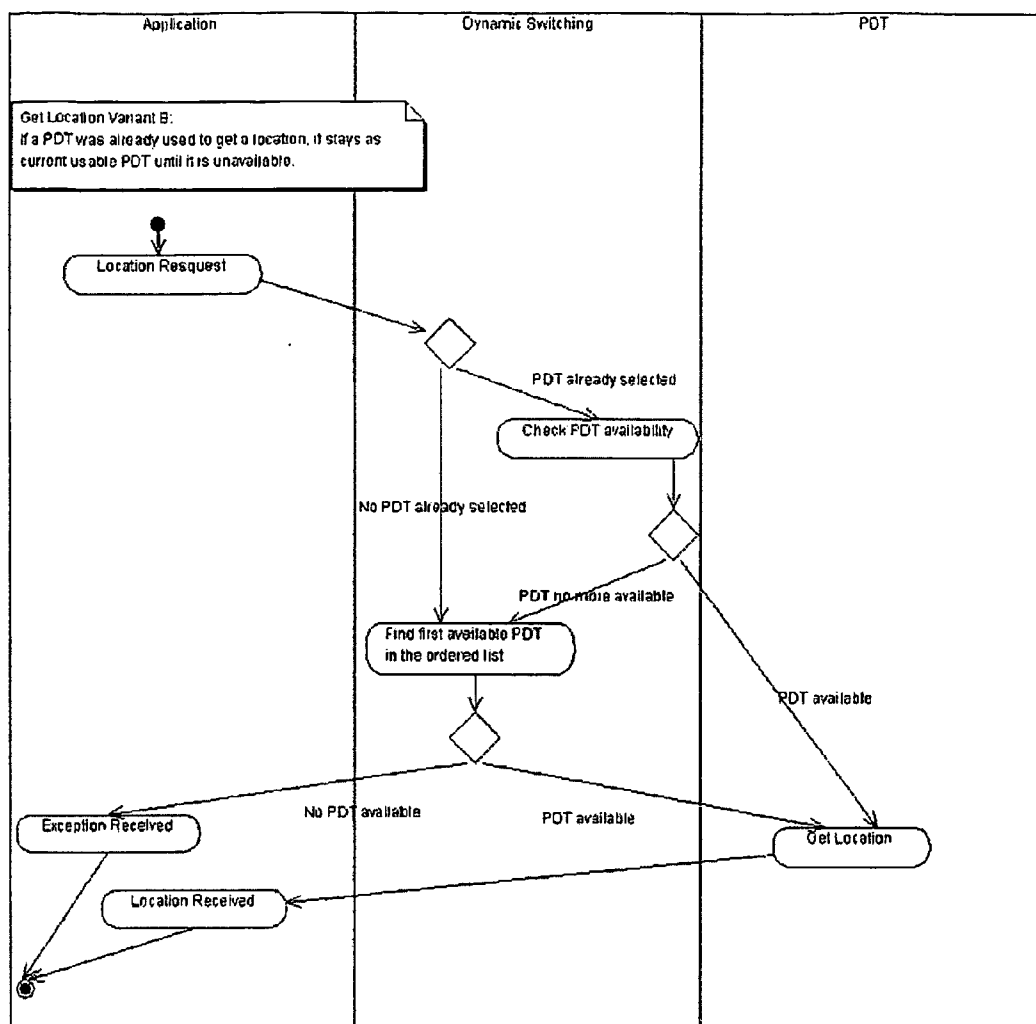 Application
Dynamic Switching
PDT
Get Location Variant B:
If a PDT was already used to get a location, it stays as
current usable PDT until it is unavailable.
Location Resquest
PDT already selected
Check PDT availability
No PDT already selected
PDT no more available
Find first available PDT
in the ordered list
PDT available
No PDT available
PDT available
Exception Received
Get Location
Location Received